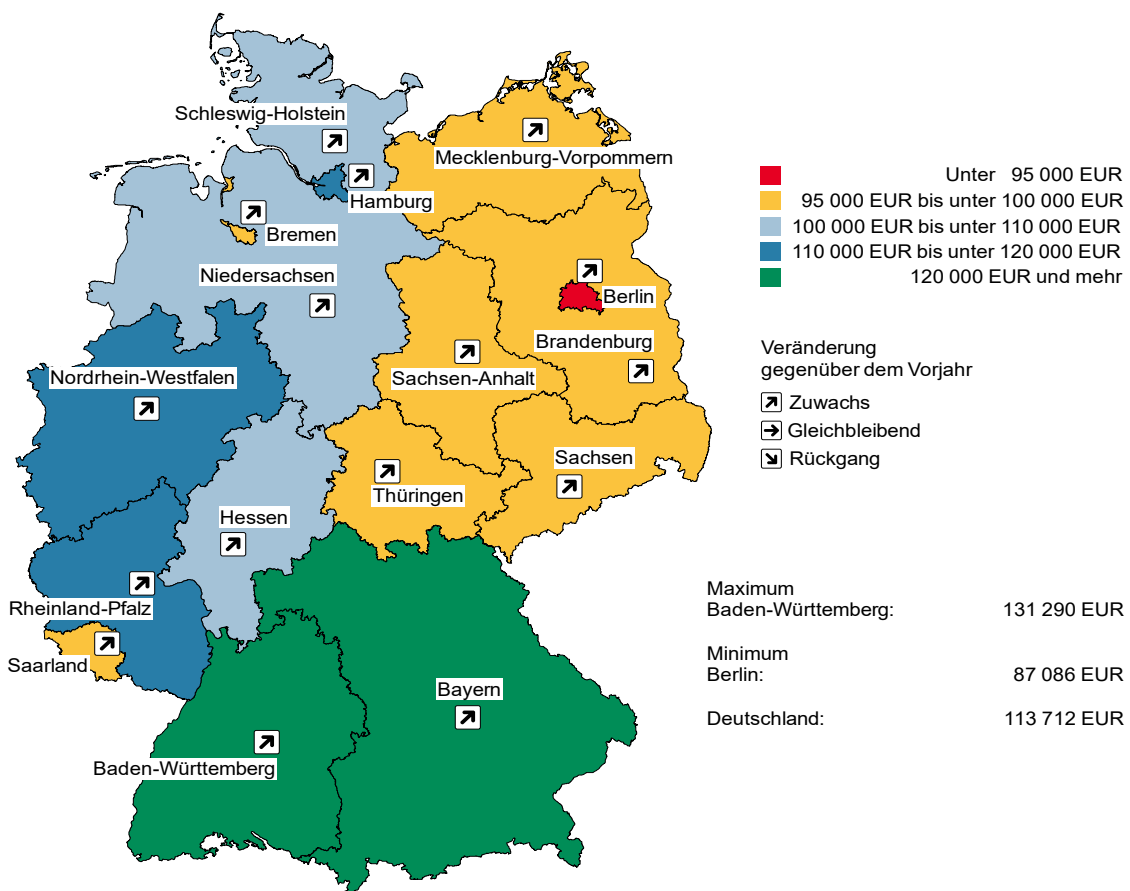 Schleswig-Holstein
Mecklenburg-Vorpommern
Hamburg
Bremen
Niedersachsen
Berlin
Brandenburg
Nordrhein-Westfalen
Sachsen-Anhalt
Sachsen
Thüringen
Hessen
Rheinland-Pfalz
Saarland
Bayern
Baden-Württemberg
Unter 95 000 EUR
95 000 EUR bis unter 100 000 EUR
100 000 EUR bis unter 110 000 EUR
110 000 EUR bis unter 120 000 EUR
120 000 EUR und mehr
Veränderung
gegenüber dem Vorjahr
Zuwachs
Gleichbleibend
Rückgang
Maximum
Baden-Württemberg: 131 290 EUR
Minimum
Berlin: 87 086 EUR
Deutschland: 113 712 EUR